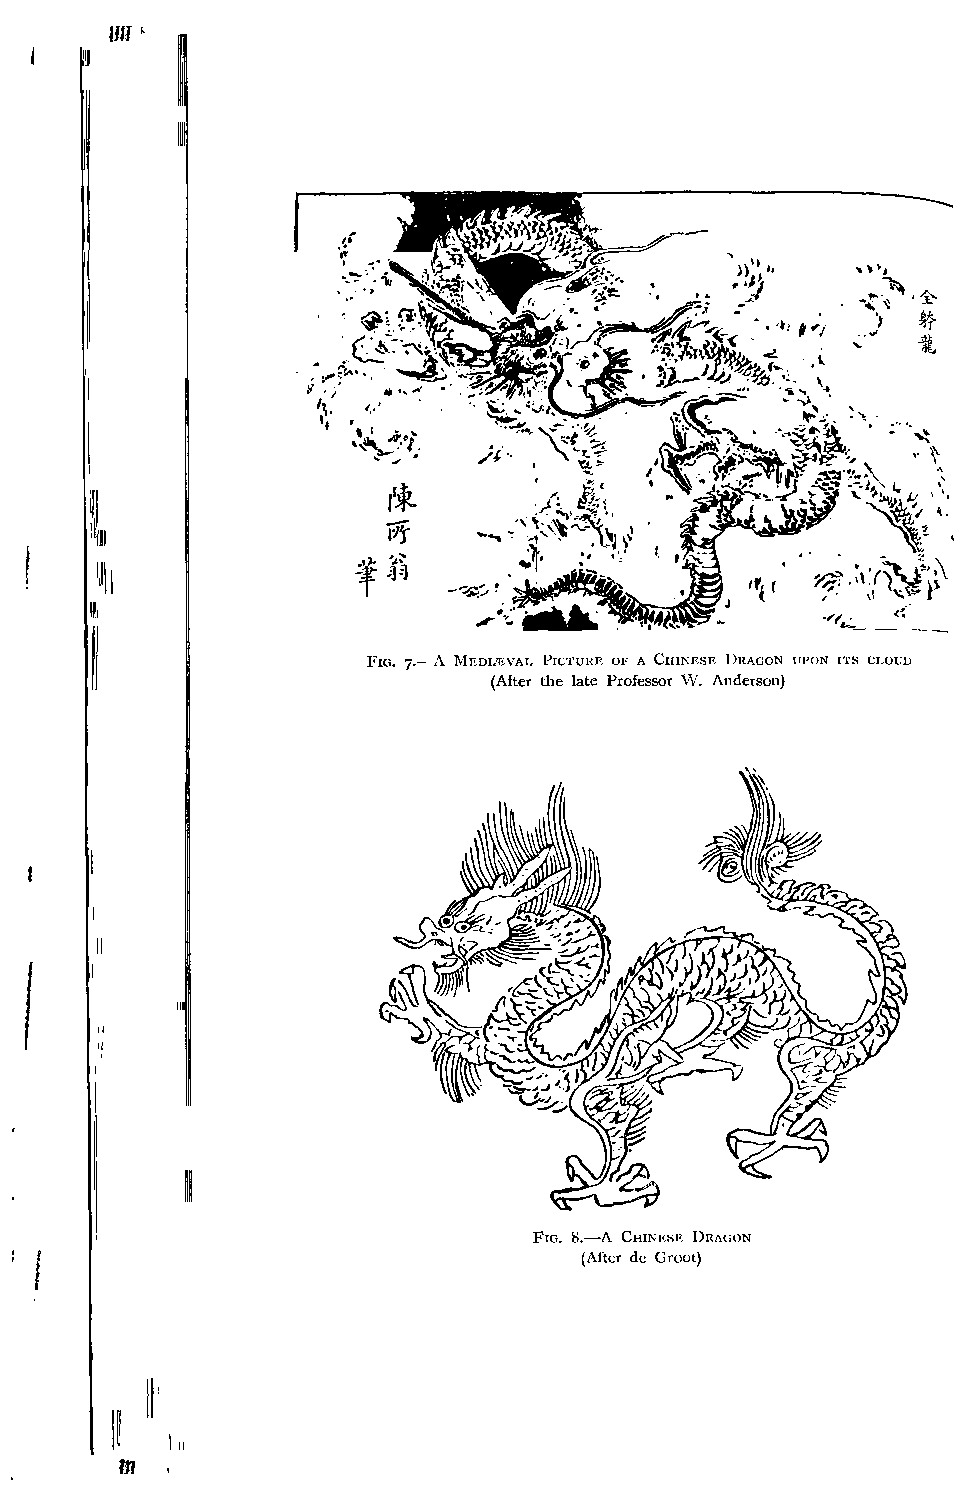 全
躯
龍
陳
所
翁
筆
FIG. 7.— A MEDIÆVAL PICTURE OF A CHINESE DRAGON UPON ITS CLOUD
(After the late Professor W. Anderson)
FIG. 8.—A CHINESE DRAGON
(After de Groot)